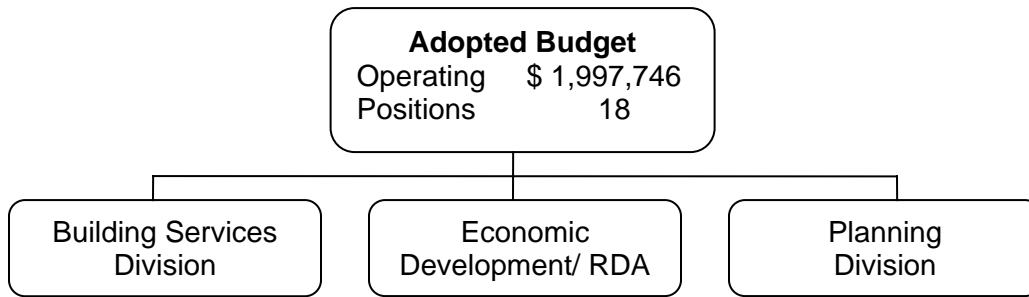 Adopted Budget
Operating $ 1,997,746
Positions 18
Building Services
Division
Economic
Development/ RDA
Planning
Division